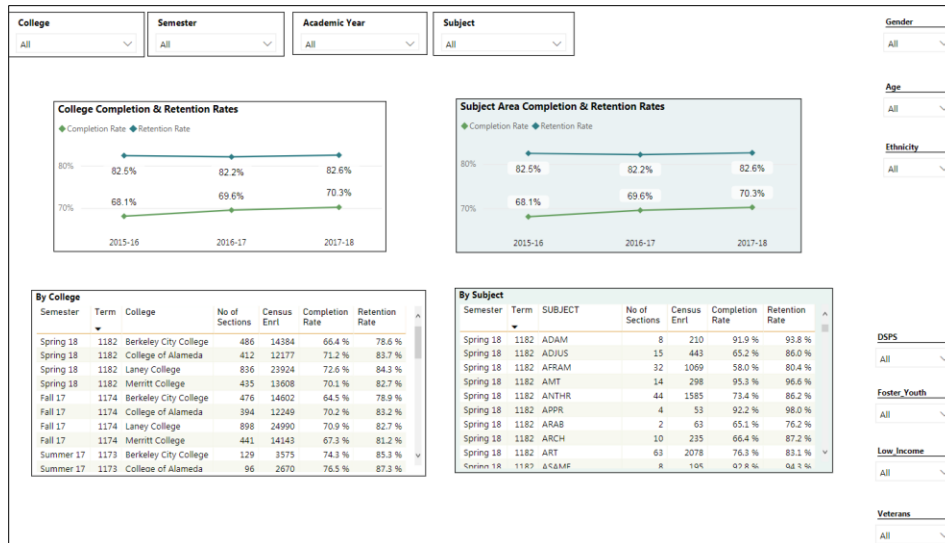 College Semester Academic Year Subject
All All All All
Gender
All
Age
All
Ethnicity
All
College Completion & Retention Rates
Completion Rate Retention Rate
80%
82.5% 82.2% 82.6%
70%
68.1% 69.6% 70.3%
2015-16 2016-17 2017-18
Subject Area Completion & Retention Rates
Completion Rate Retention Rate
80%
82.5% 82.2% 82.6%
70%
68.1% 69.6% 70.3%
2015-16 2016-17 2017-18
By College
Semester Term College No of Sections Census Enrl Completion Rate Retention Rate
Spring 18 1182 Berkeley City College 486 14384 66.4 % 78.6 %
Spring 18 1182 College of Alameda 412 12177 71.2 % 83.7 %
Spring 18 1182 Laney College 836 23924 72.6 % 84.3 %
Spring 18 1182 Merritt College 435 13608 70.1 % 82.7 %
Fall 17 1174 Berkeley City College 476 14602 64.5 % 78.9 %
Fall 17 1174 College of Alameda 394 12249 70.2 % 83.2 %
Fall 17 1174 Laney College 898 24990 70.9 % 82.7 %
Fall 17 1174 Merritt College 441 14143 67.3 % 81.2 %
Summer 17 1173 Berkeley City College 129 3575 74.3 % 85.3 %
Summer 17 1173 College of Alameda 96 2670 76.5 % 87.3 %
By Subject
Semester Term SUBJECT No of Sections Census Enrl Completion Rate Retention Rate
Spring 18 1182 ADAM 8 210 91.9 % 93.8 %
Spring 18 1182 ADJUS 15 443 65.2 % 86.0 %
Spring 18 1182 AFRAM 32 1069 58.0 % 80.4 %
Spring 18 1182 AMT 14 298 95.3 % 96.6 %
Spring 18 1182 ANTHR 44 1585 73.4 % 86.2 %
Spring 18 1182 APPR 4 53 92.2 % 98.0 %
Spring 18 1182 ARAB 2 63 65.1 % 76.2 %
Spring 18 1182 ARCH 10 235 66.4 % 87.2 %
Spring 18 1182 ART 63 2078 76.3 % 83.1 %
Spring 18 1182 ASAME 8 195 92.8 % 94.3 %
DSPS
All
Foster_Youth
All
Low_Income
All
Veterans
All